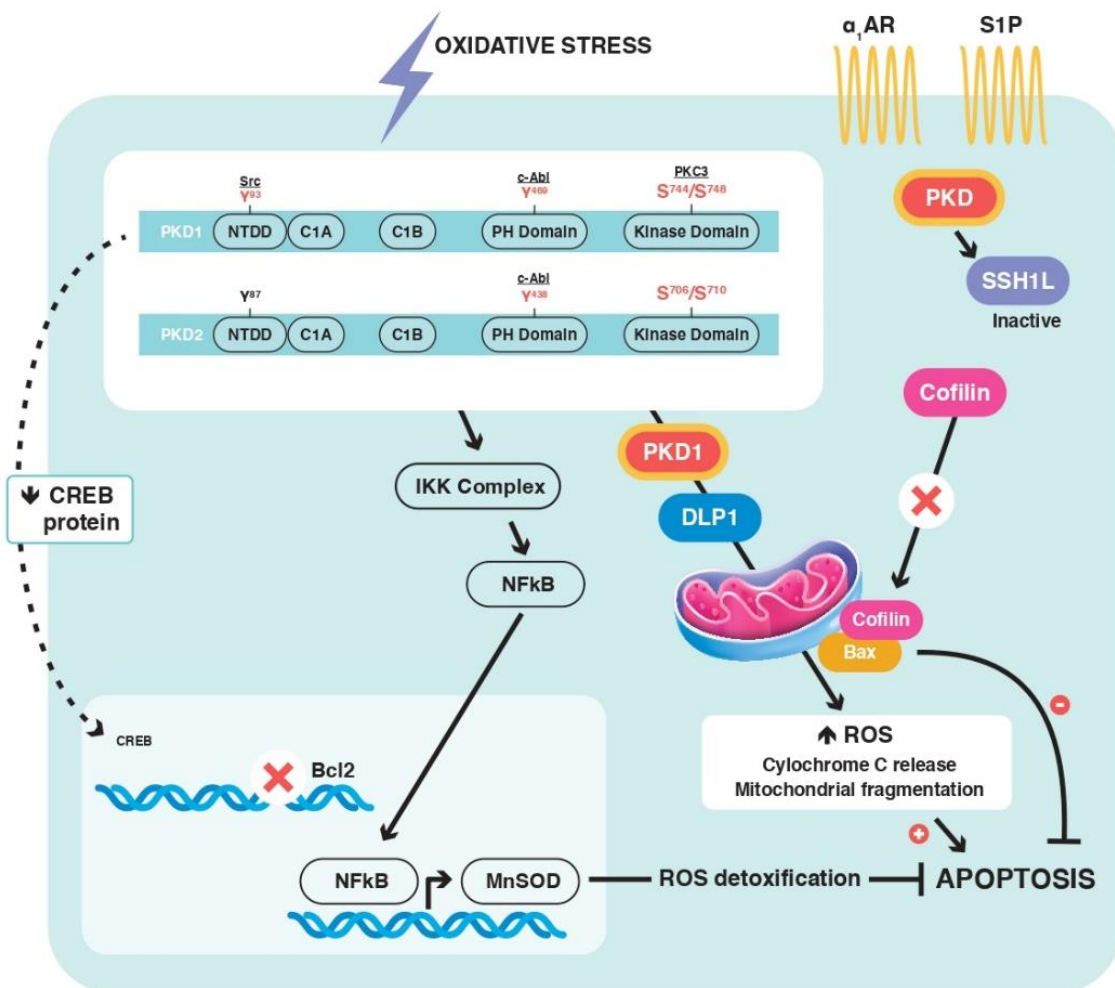 OXIDATIVE STRESS
α₁AR
S1P
Src
Y⁹³
c-Abl
Y⁴⁶⁹
PKC3
S⁷⁴⁴/S⁷⁴⁸
PKD1
NTDD
C1A
C1B
PH Domain
Kinase Domain
Y⁸⁷
c-Abl
Y⁴³⁸
S⁷⁰⁶/S⁷¹⁰
PKD2
NTDD
C1A
C1B
PH Domain
Kinase Domain
PKD
SSH1L
Inactive
Cofilin
PKD1
DLP1
IKK Complex
NFkB
CREB
protein
Cofilin
Bax
ROS
Cylochrome C release
Mitochondrial fragmentation
-
+
CREB
Bcl2
NFkB
MnSOD
ROS detoxification
APOPTOSIS